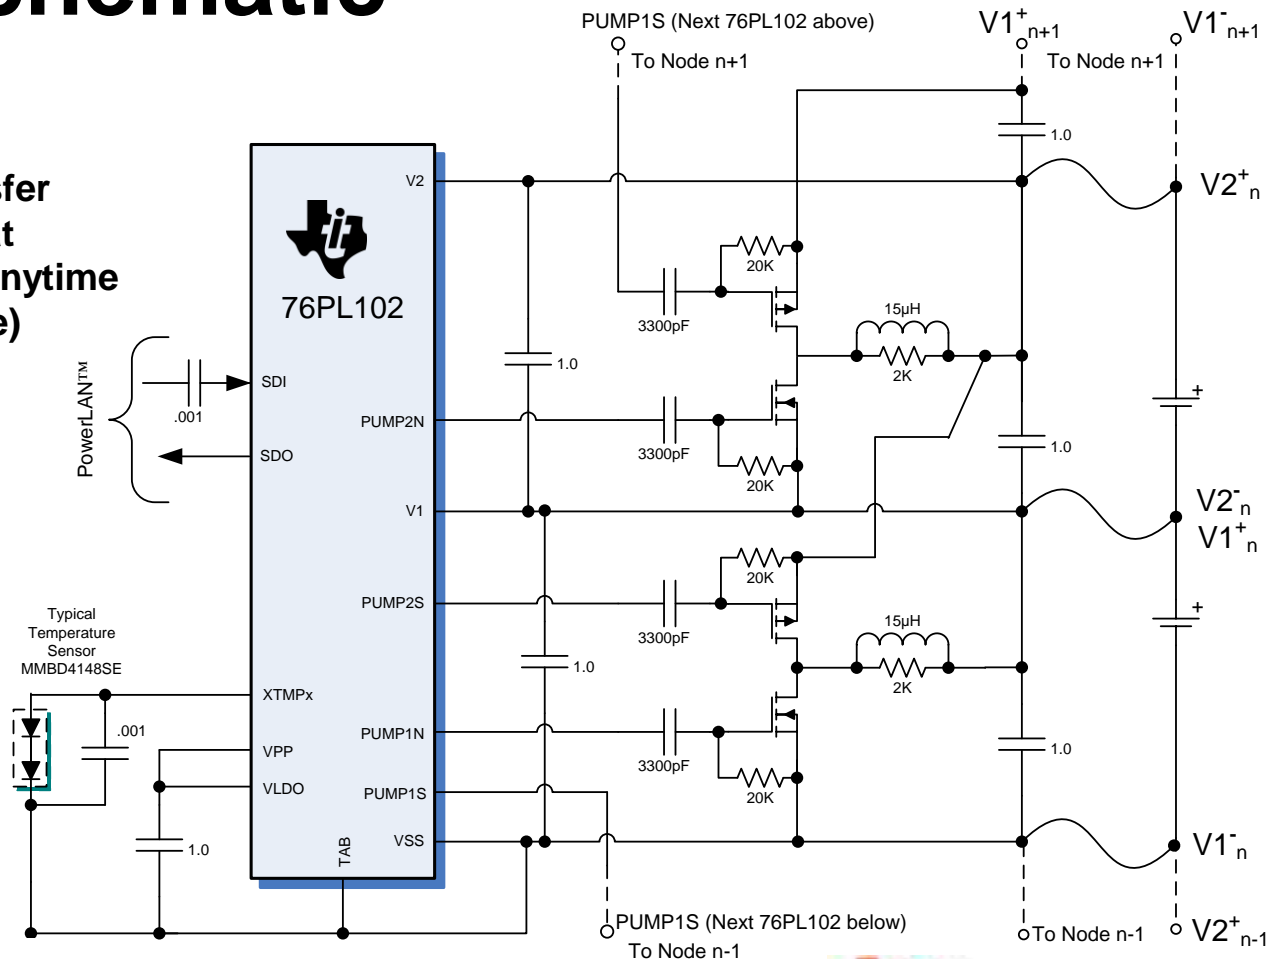 PUMP1S (Next 76PL102 above)
To Node n+1
V1⁺n+1
V1⁻n+1
To Node n+1
1.0
V2
V2⁺n
nytime
76PL102
20K
3300pF
15µH
2K
PowerLAN™
.001
SDI
SDO
1.0
PUMP2N
3300pF
20K
1.0
+
V1
V2⁻n
V1⁺n
20K
PUMP2S
3300pF
15µH
2K
+
1.0
Typical
Temperature
Sensor
MMBD4148SE
XTMPx
.001
VPP
VLDO
1.0
PUMP1N
3300pF
20K
1.0
PUMP1S
VSS
TAB
V1⁻n
PUMP1S (Next 76PL102 below)
To Node n-1
To Node n-1
V2⁺n-1